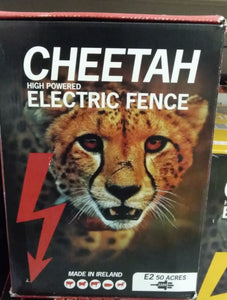 CHEETAH
HIGH POWERED
ELECTRIC FENCE
MADE IN IRELAND
E2 50 ACRES